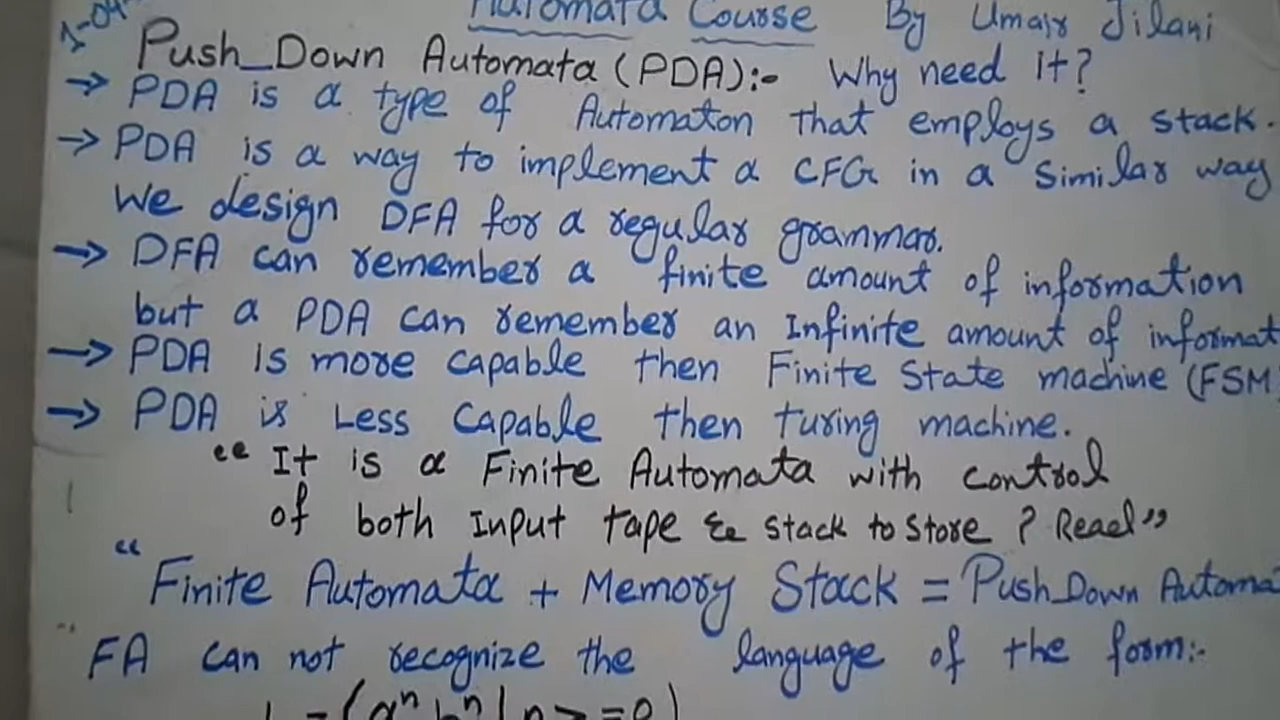 Automata Course By Umair Jilani
Push_Down Automata (PDA):- Why need it?
→ PDA is a type of Automaton that employs a stack.
→ PDA is a way to implement a CFG in a similar way
We design DFA for a regular grammar.
→ DFA can remember a finite amount of information
but a PDA can remember an Infinite amount of informat
→ PDA is more capable then Finite State machine (FSM
→ PDA is Less capable then turing machine.
“ It is a Finite Automata with control
of both Input tape & stack to store ? Read”
“ Finite Automata + Memory Stack = Push_Down Automa
FA can not recognize the language of the form:-
L = (aⁿ bⁿ | n >= 0)